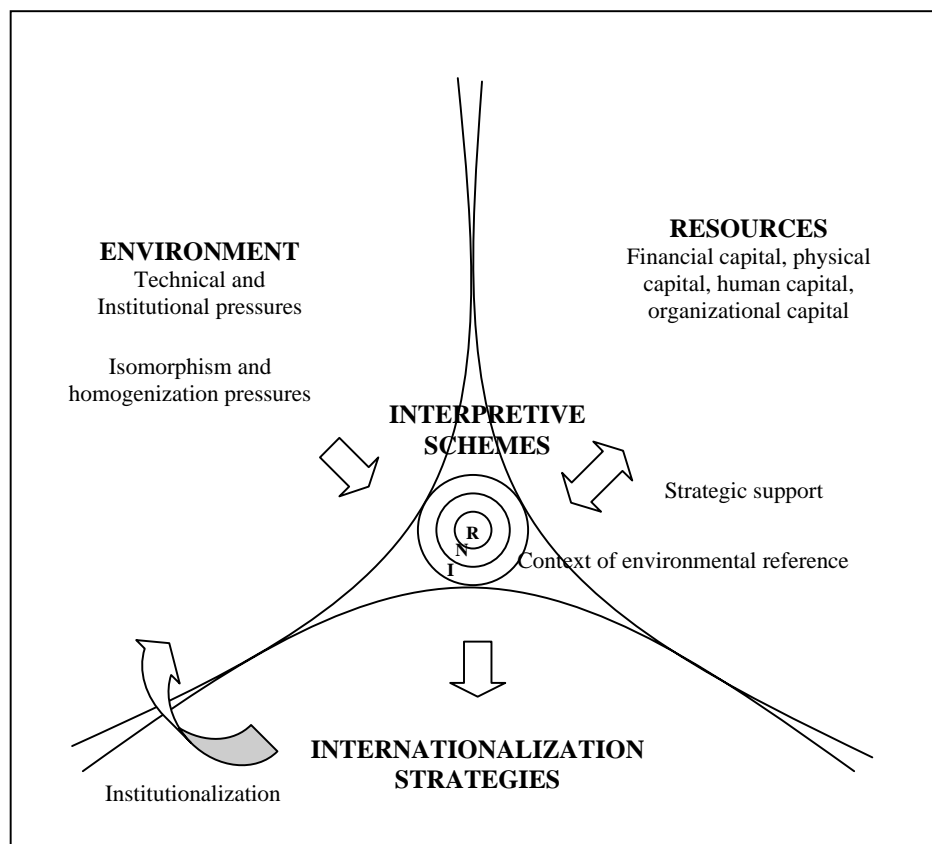 ENVIRONMENT
Technical and
Institutional pressures
Isomorphism and
homogenization pressures
RESOURCES
Financial capital, physical
capital, human capital,
organizational capital
INTERPRETIVE
SCHEMES
Strategic support
R
N
I
Context of environmental reference
INTERNATIONALIZATION
STRATEGIES
Institutionalization